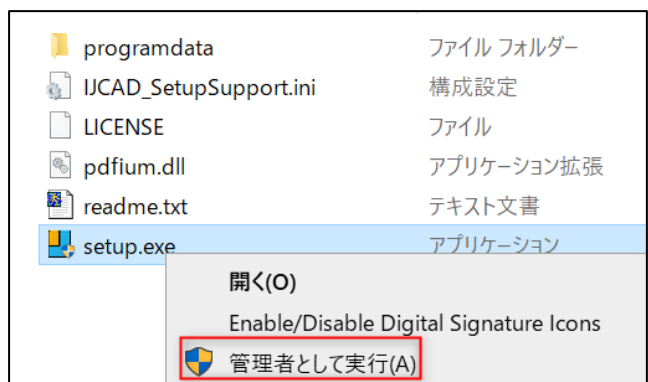 programdata ファイル フォルダー
IJCAD_SetupSupport.ini 構成設定
LICENSE ファイル
pdfium.dll アプリケーション拡張
readme.txt テキスト文書
setup.exe アプリケーション
開く(O)
Enable/Disable Digital Signature Icons
管理者として実行(A)